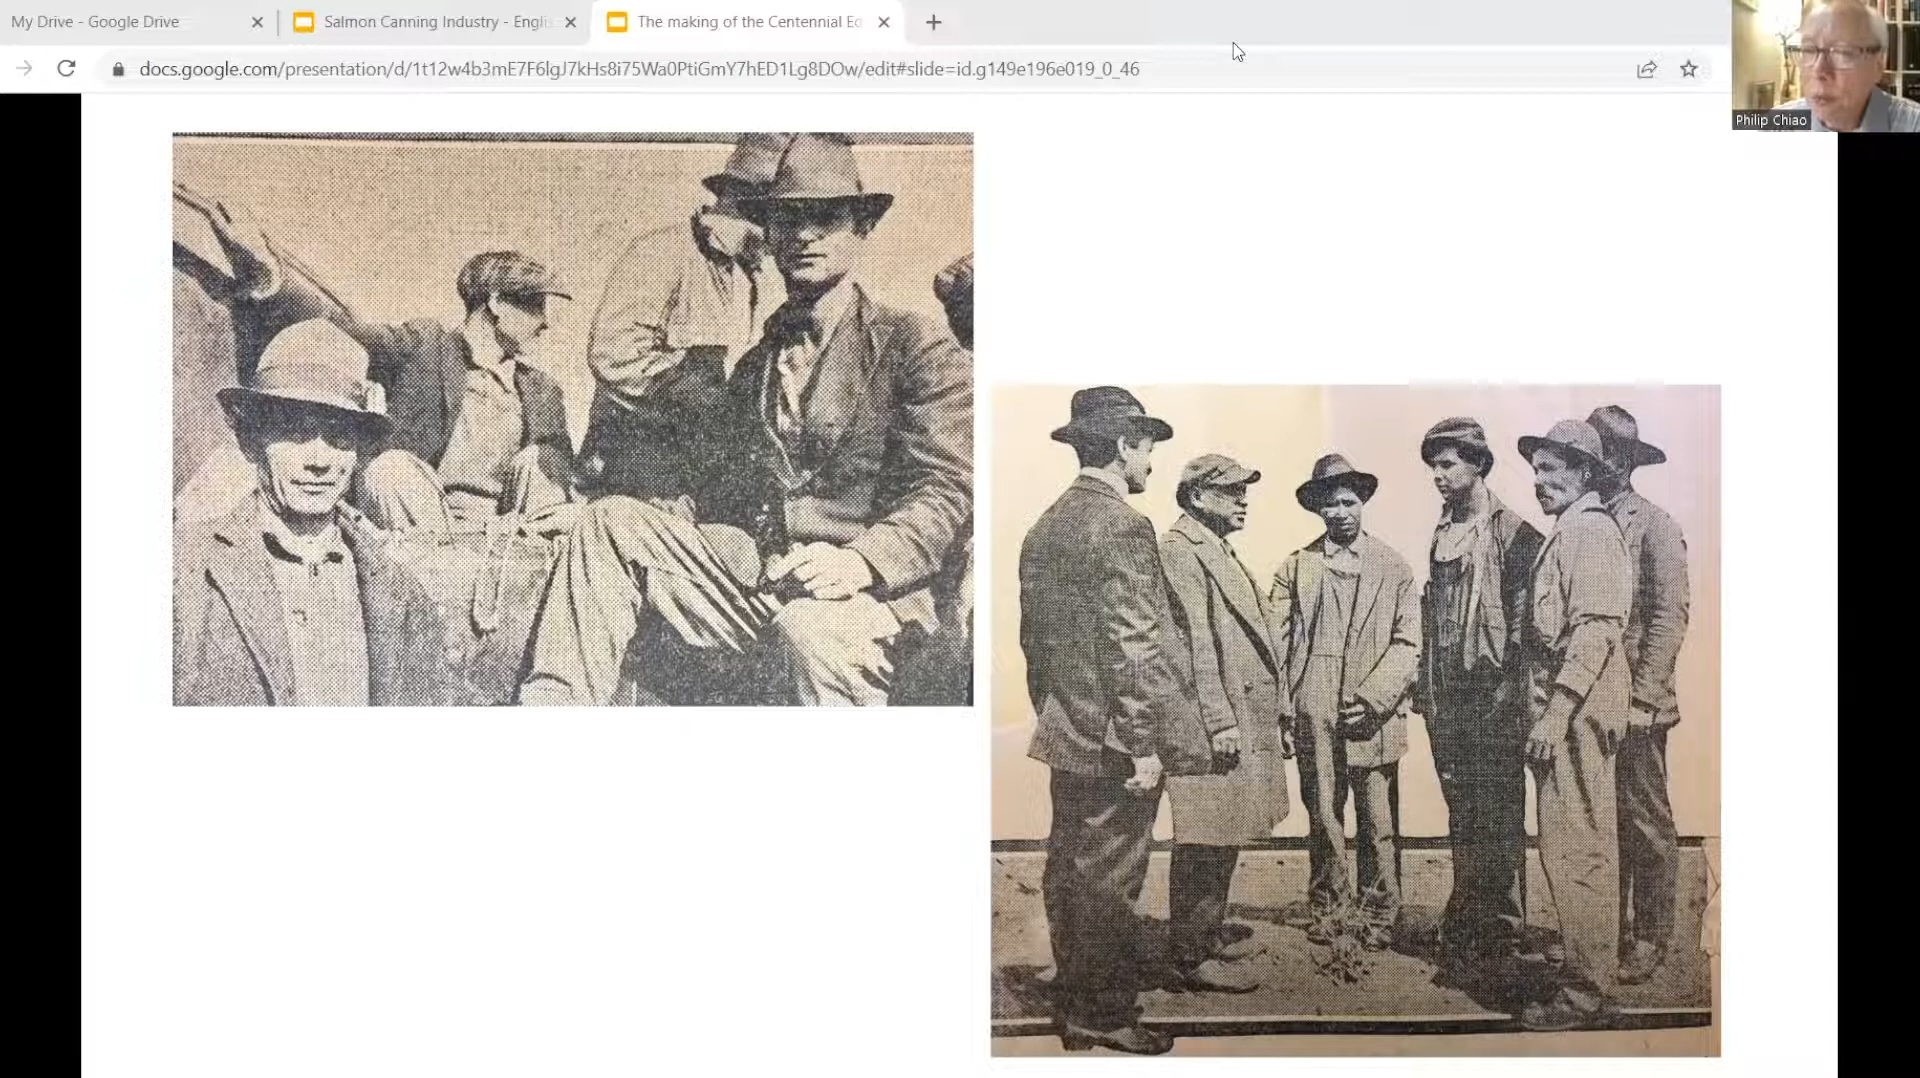 My Drive - Google Drive
Salmon Canning Industry - Englis
The making of the Centennial Ed
docs.google.com/presentation/d/1t12w4b3mE7F6lgJ7kHs8i75Wa0PtiGmY7hED1Lg8DOw/edit#slide=id.g149e196e019_0_46
Philip Chiao